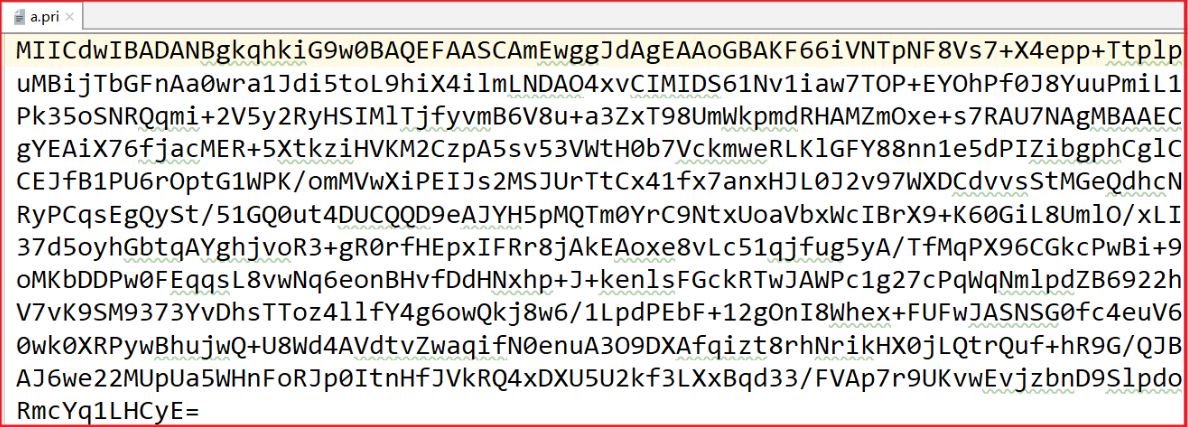 a.pri
MIICdwIBADANBgkqhkiG9w0BAQEFAASCAmEwggJdAgEAAoGBAKF66iVNTpNF8Vs7+X4epp+Ttplp
uMBijTbGFnAa0wra1Jdi5toL9hiX4ilmLNDAO4xvCIMIDS61Nv1iaw7TOP+EYOhPf0J8YuuPmiL1
Pk35oSNRQqmi+2V5y2RyHSIMlTjfyvmB6V8u+a3ZxT98UmWkpmdRHAMZmOxe+s7RAU7NAgMBAAEC
gYEAiX76fjacMER+5XtkziHVKM2CzpA5sv53VWtH0b7VckmweRLKlGFY88nn1e5dPIZibgphCglC
CEJfB1PU6rOptG1WPK/omMVwXiPEIJs2MSJUrTtCx41fx7anxHJL0J2v97WXDCdvvsStMGeQdhcN
RyPCqsEgQySt/51GQ0ut4DUCQQD9eAJYH5pMQTm0YrC9NtxUoaVbxWcIBrX9+K60GiL8UmlO/xLI
37d5oyhGbtqAYghjvoR3+gR0rfHEpxIFRr8jAkEAoxe8vLc51qjfug5yA/TfMqPX96CGkcPwBi+9
oMKbDDPw0FEqqsL8vwNq6eonBHvfDdHNxhp+J+kenlsFGckRTwJAWPc1g27cPqWqNmlpdZB6922h
V7vK9SM9373YvDhsTToz4llfY4g6owQkj8w6/1LpdPEbF+12gOnI8Whex+FUFwJASNSG0fc4euV6
0wk0XRPywBhujwQ+U8Wd4AVdtvZwaqifN0enuA3O9DXAfqizt8rhNrikHX0jLQtrQuf+hR9G/QJB
AJ6we22MUpUa5WHnFoRJp0ItnHfJVkRQ4xDXU5U2kf3LXxBqd33/FVAp7r9UKvwEvjzbnD9Slpdo
RmcYq1LHCyE=